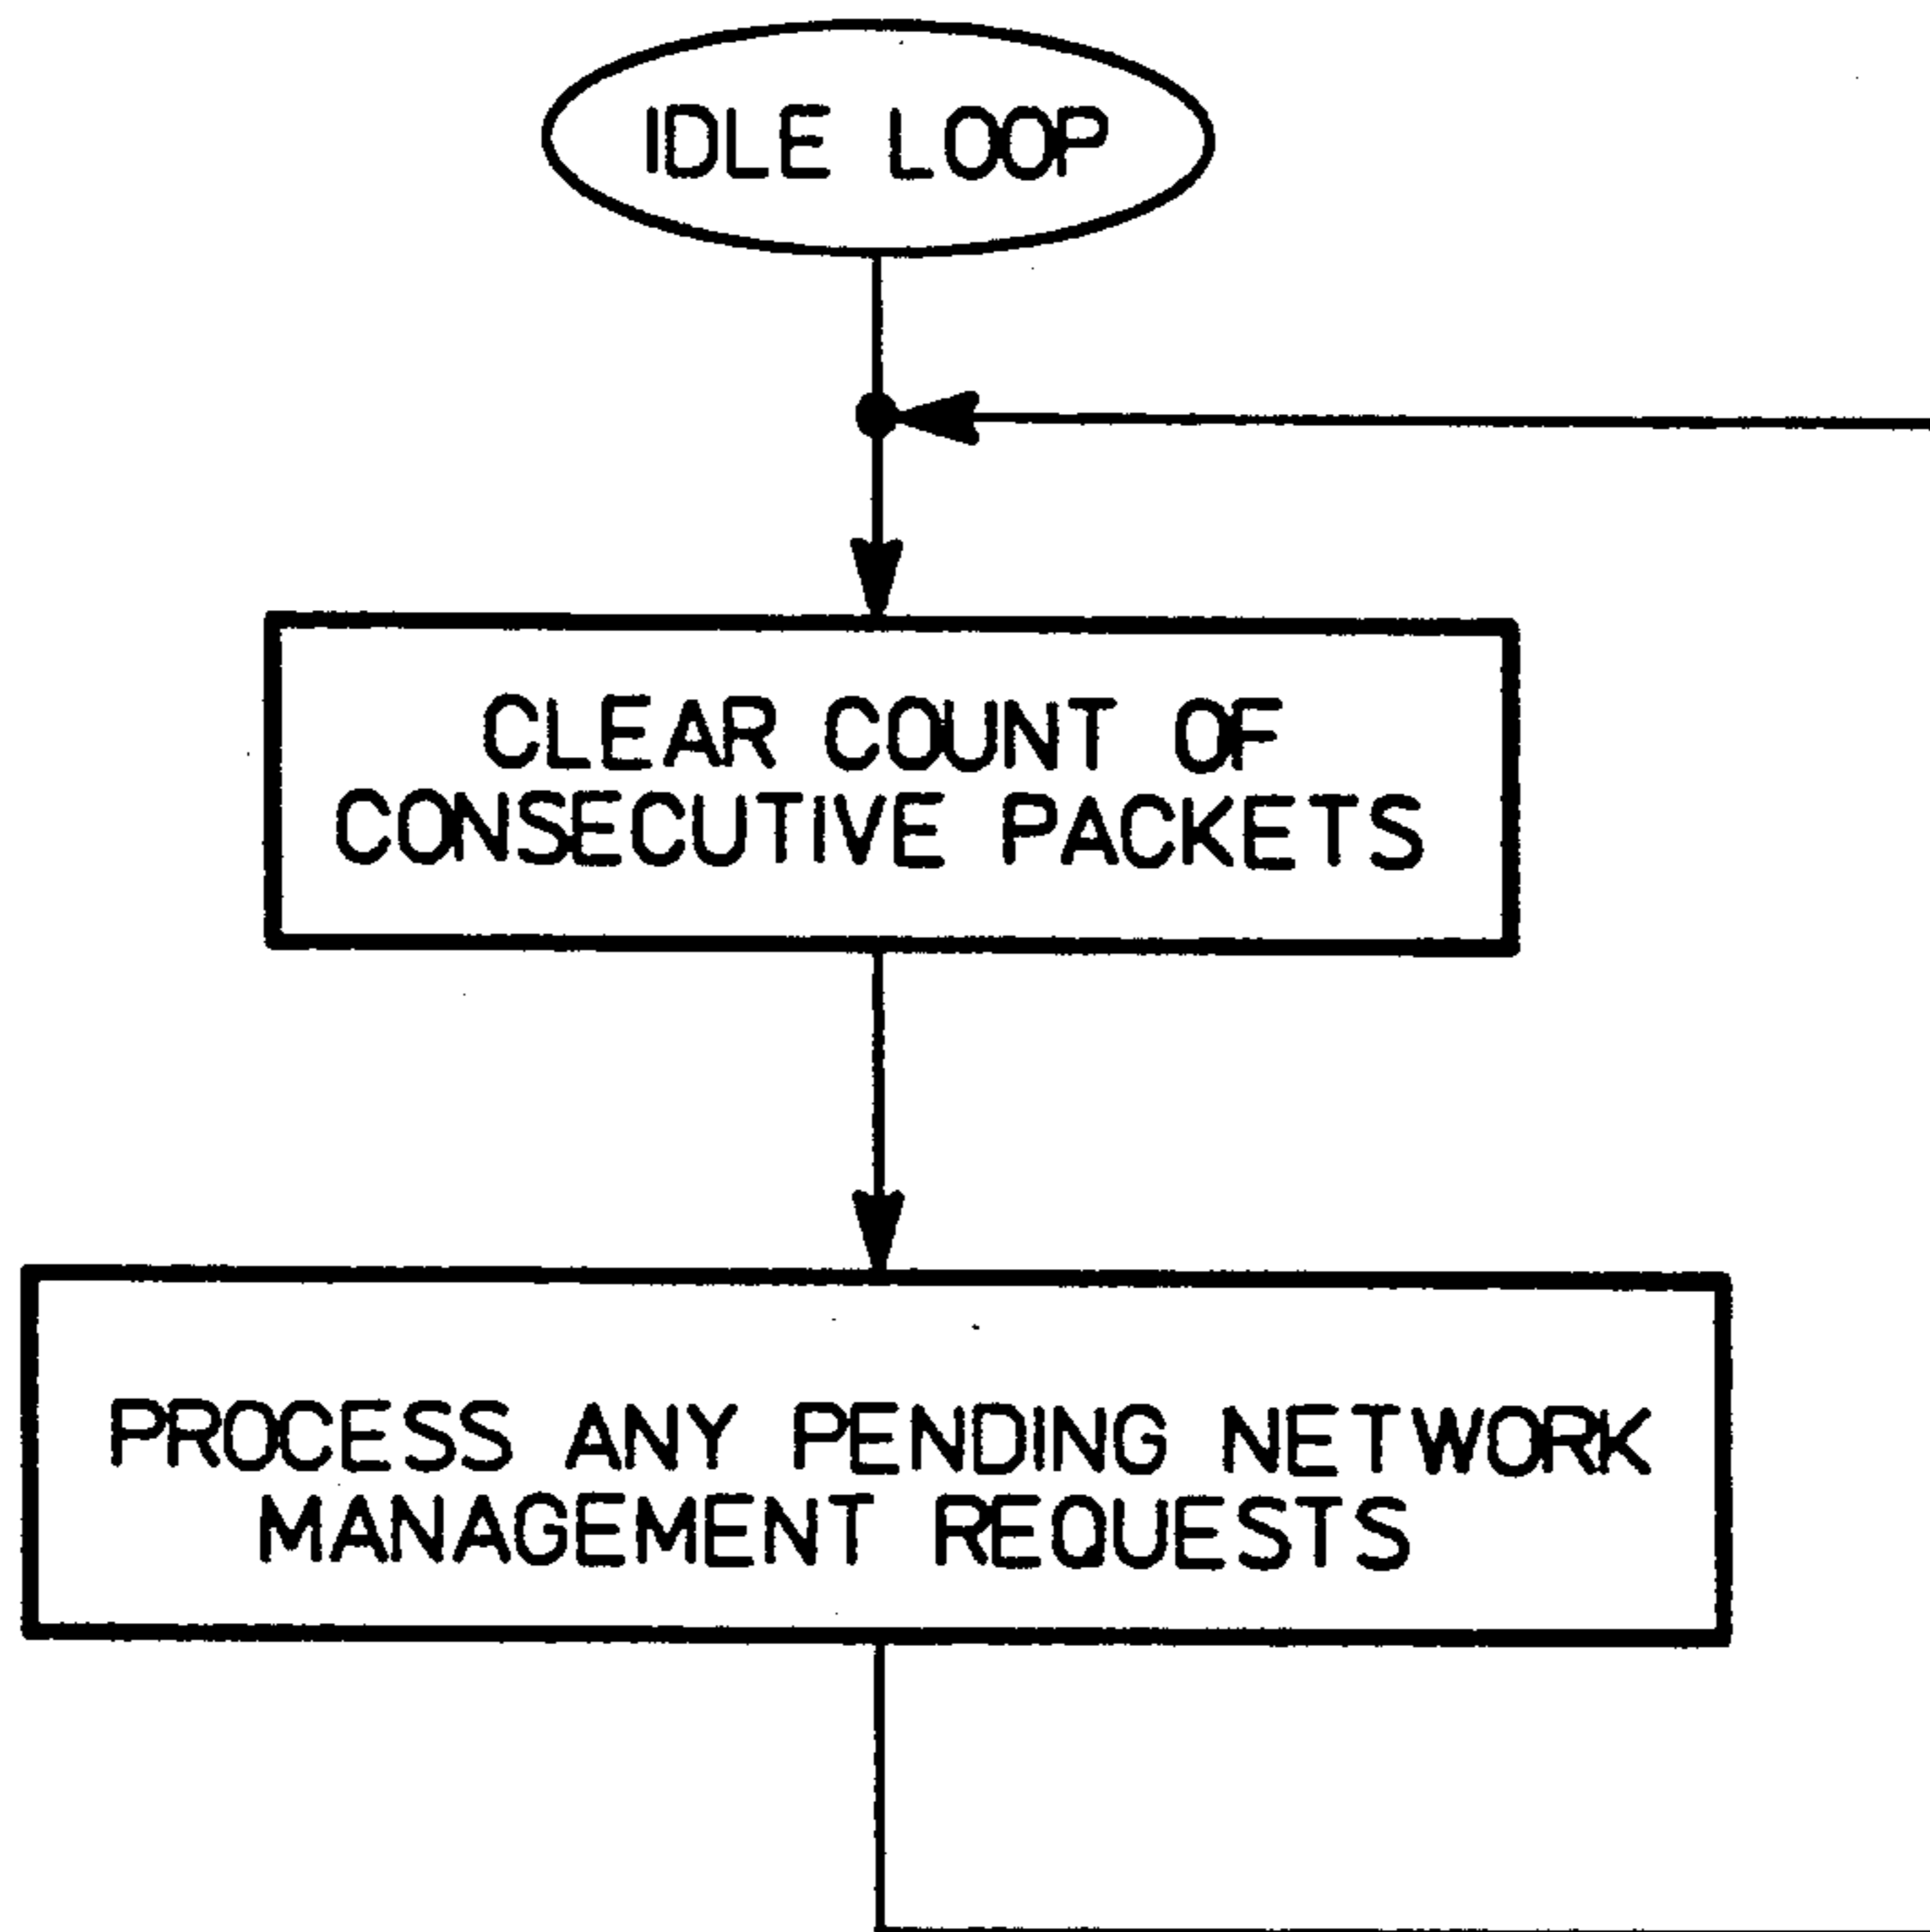 IDLE LOOP
CLEAR COUNT OF
CONSECUTIVE PACKETS
PROCESS ANY PENDING NETWORK
MANAGEMENT REQUESTS